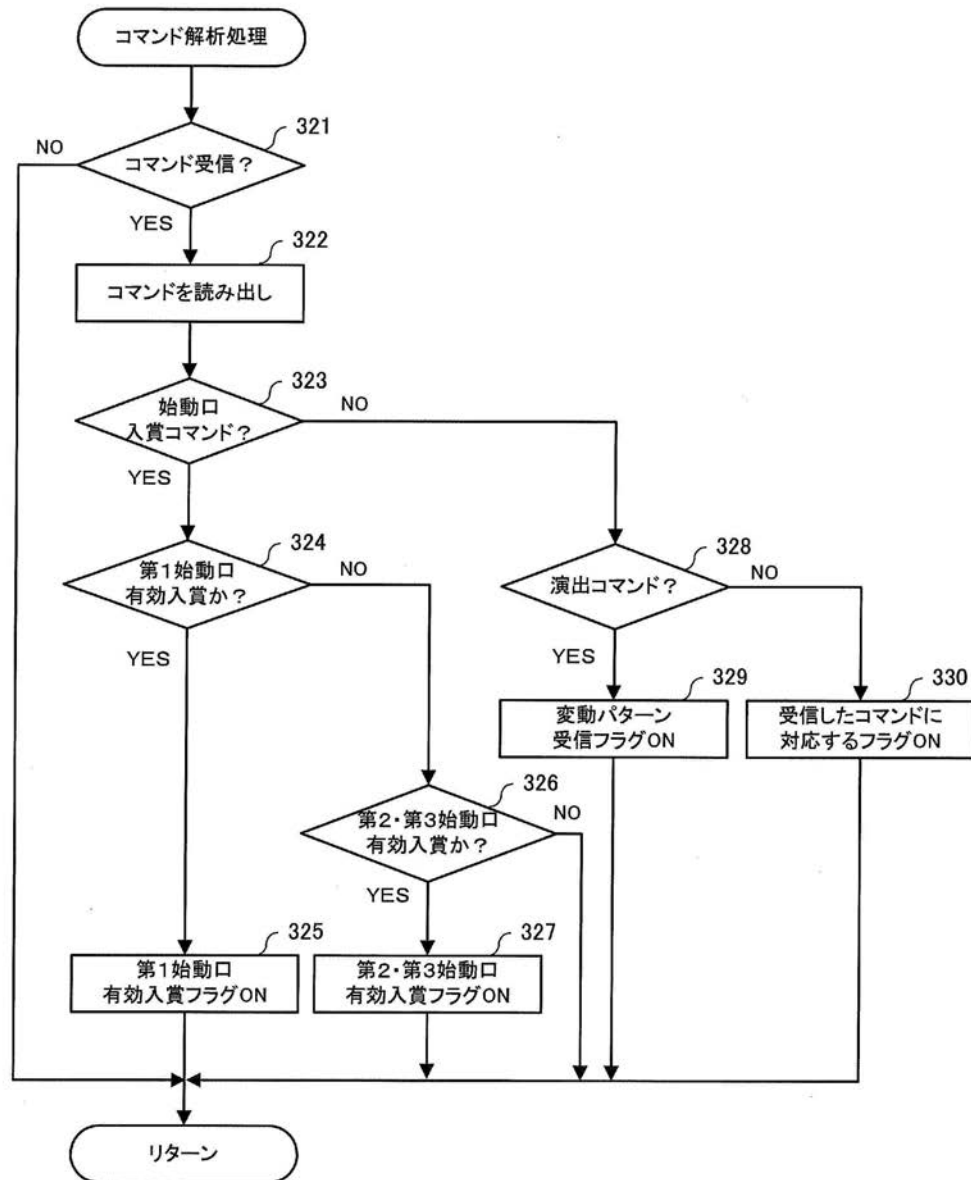 コマンド解析処理
321
NO
コマンド受信?
YES
322
コマンドを読み出し
323
始動口
入賞コマンド?
NO
YES
324
第1始動口
有効入賞か?
NO
YES
328
演出コマンド?
NO
YES
329
変動パターン
受信フラグON
330
受信したコマンドに
対応するフラグON
326
第2・第3始動口
有効入賞か?
NO
YES
325
第1始動口
有効入賞フラグON
327
第2・第3始動口
有効入賞フラグON
リターン